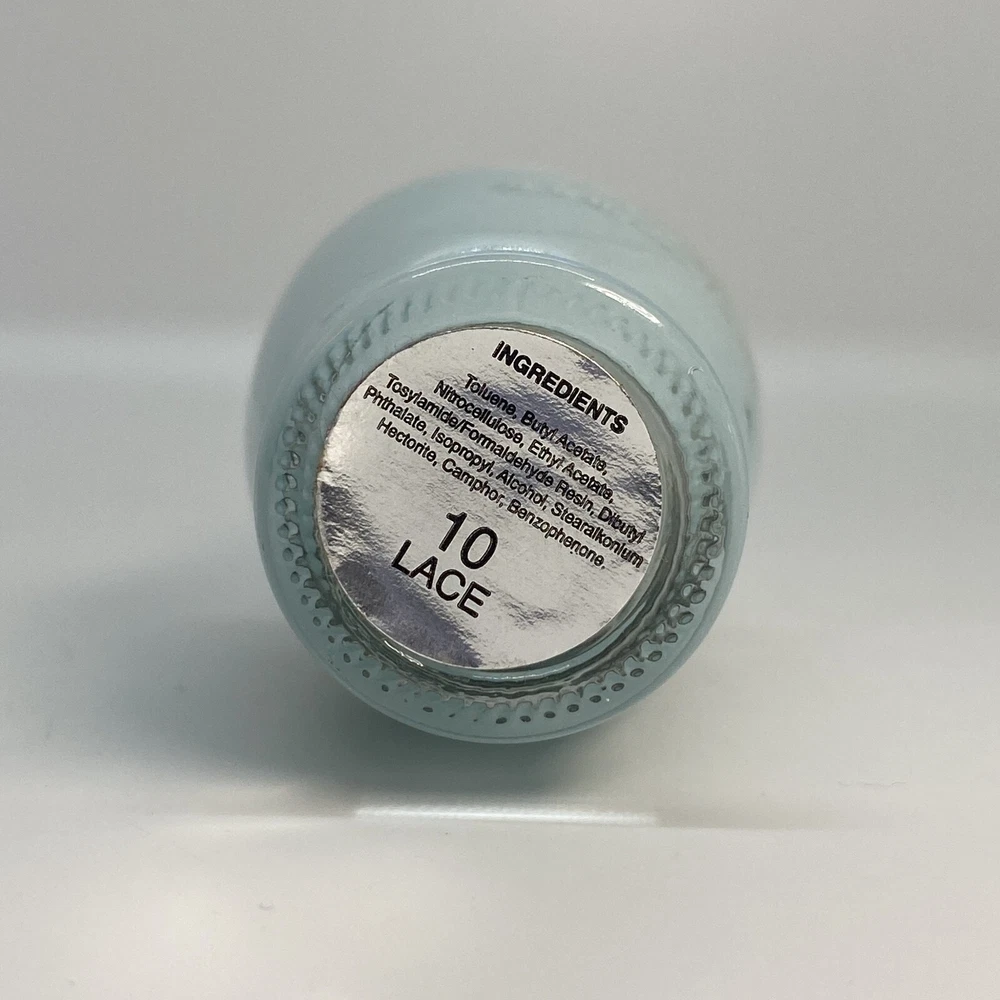 INGREDIENTS
Toluene, Butyl Acetate,
Nitrocellulose, Ethyl Acetate,
Tosylamide/Formaldehyde Resin, Dibutyl
Phthalate, Isopropyl, Alcohol, Stearalkonium
Hectorite, Camphor, Benzophenone.
10
LACE